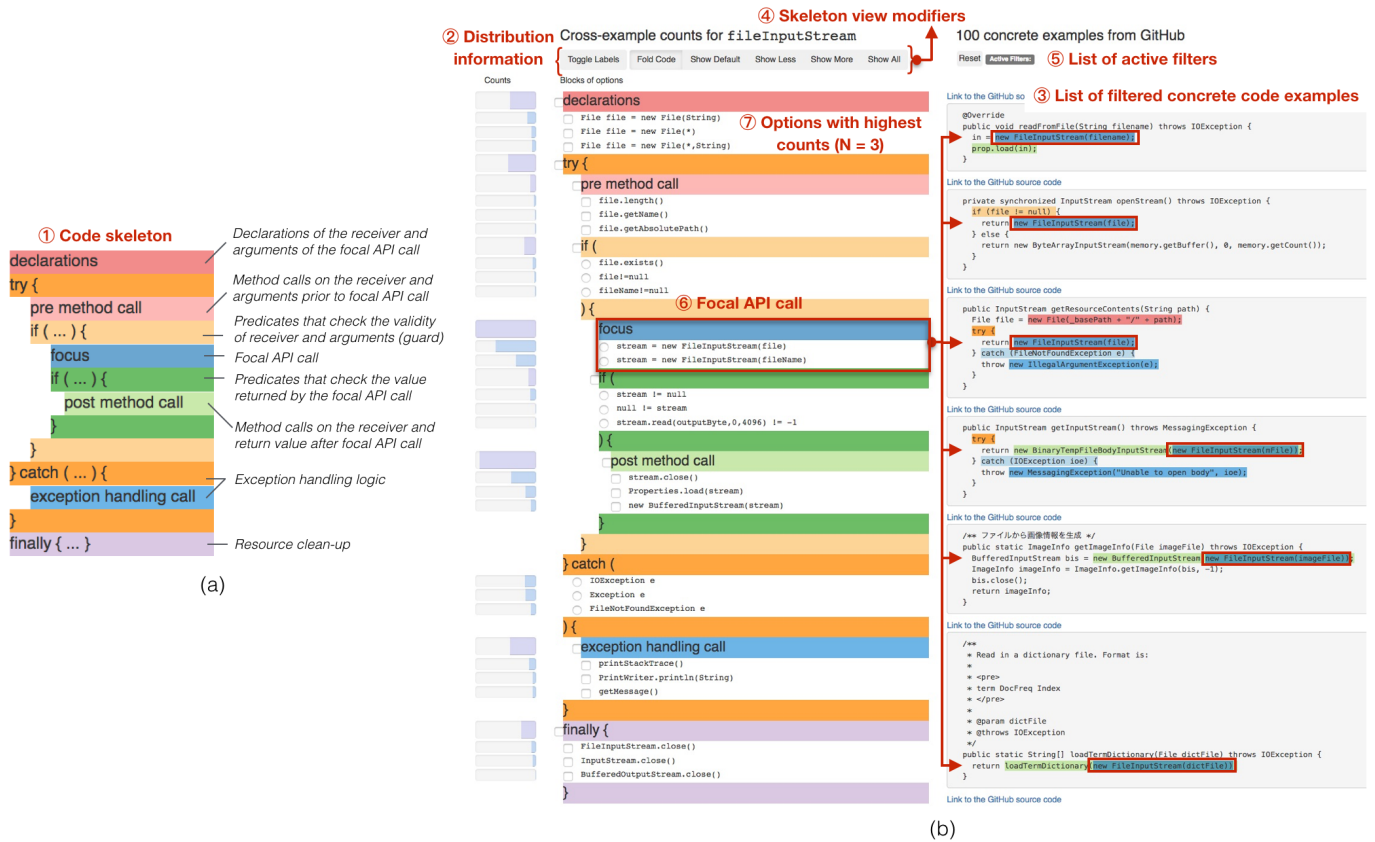 ① Code skeleton
declarations
try {
pre method call
if ( ... ) {
focus
if ( ... ) {
post method call
}
}
} catch ( ... ) {
exception handling call
}
finally { ... }
Declarations of the receiver and
arguments of the focal API call
Method calls on the receiver and
arguments prior to focal API call
Predicates that check the validity
of receiver and arguments (guard)
Focal API call
Predicates that check the value
returned by the focal API call
Method calls on the receiver and
return value after focal API call
Exception handling logic
Resource clean-up
(a)
② Distribution
information
④ Skeleton view modifiers
Cross-example counts for fileInputStream
Toggle Labels Fold Code Show Default Show Less Show More Show All
Counts
Blocks of options
declarations
File file = new File(String)
File file = new File(*)
File file = new File(*,String)
⑦ Options with highest
counts (N = 3)
try {
pre method call
file.length()
file.getName()
file.getAbsolutePath()
if (
file.exists()
file!=null
fileName!=null
) {
⑥ Focal API call
focus
stream = new FileInputStream(file)
stream = new FileInputStream(fileName)
if (
stream != null
null != stream
stream.read(outputByte,0,4096) != -1
) {
post method call
stream.close()
Properties.load(stream)
new BufferedInputStream(stream)
}
}
} catch (
IOException e
Exception e
FileNotFoundException e
) {
exception handling call
printStackTrace()
PrintWriter.println(String)
getMessage()
}
finally {
FileInputStream.close()
InputStream.close()
BufferedOutputStream.close()
}
100 concrete examples from GitHub
Reset Active Filters:
⑤ List of active filters
Link to the GitHub so
③ List of filtered concrete code examples
@Override
public void readFromFile(String filename) throws IOException {
in = new FileInputStream(filename);
prop.load(in);
}
Link to the GitHub source code
private synchronized InputStream openStream() throws IOException {
if (file != null) {
return new FileInputStream(file);
} else {
return new ByteArrayInputStream(memory.getBuffer(), 0, memory.getCount());
}
}
Link to the GitHub source code
public InputStream getResourceContents(String path) {
File file = new File(_basePath + "/" + path);
try {
return new FileInputStream(file);
} catch (FileNotFoundException e) {
throw new IllegalArgumentException(e);
}
}
Link to the GitHub source code
public InputStream getInputStream() throws MessagingException {
try {
return new BinaryTempFileBodyInputStream(new FileInputStream(mFile));
} catch (IOException ioe) {
throw new MessagingException("Unable to open body", ioe);
}
}
Link to the GitHub source code
/** ファイルから画像情報を生成 */
public static ImageInfo getImageInfo(File imageFile) throws IOException {
BufferedInputStream bis = new BufferedInputStream(new FileInputStream(imageFile));
ImageInfo imageInfo = ImageInfo.getImageInfo(bis, -1);
bis.close();
return imageInfo;
}
Link to the GitHub source code
/**
* Read in a dictionary file. Format is:
*
* <pre>
* term DocFreq Index
* </pre>
*
* @param dictFile
* @throws IOException
*/
public static String[] loadTermDictionary(File dictFile) throws IOException {
return loadTermDictionary(new FileInputStream(dictFile));
}
Link to the GitHub source code
(b)